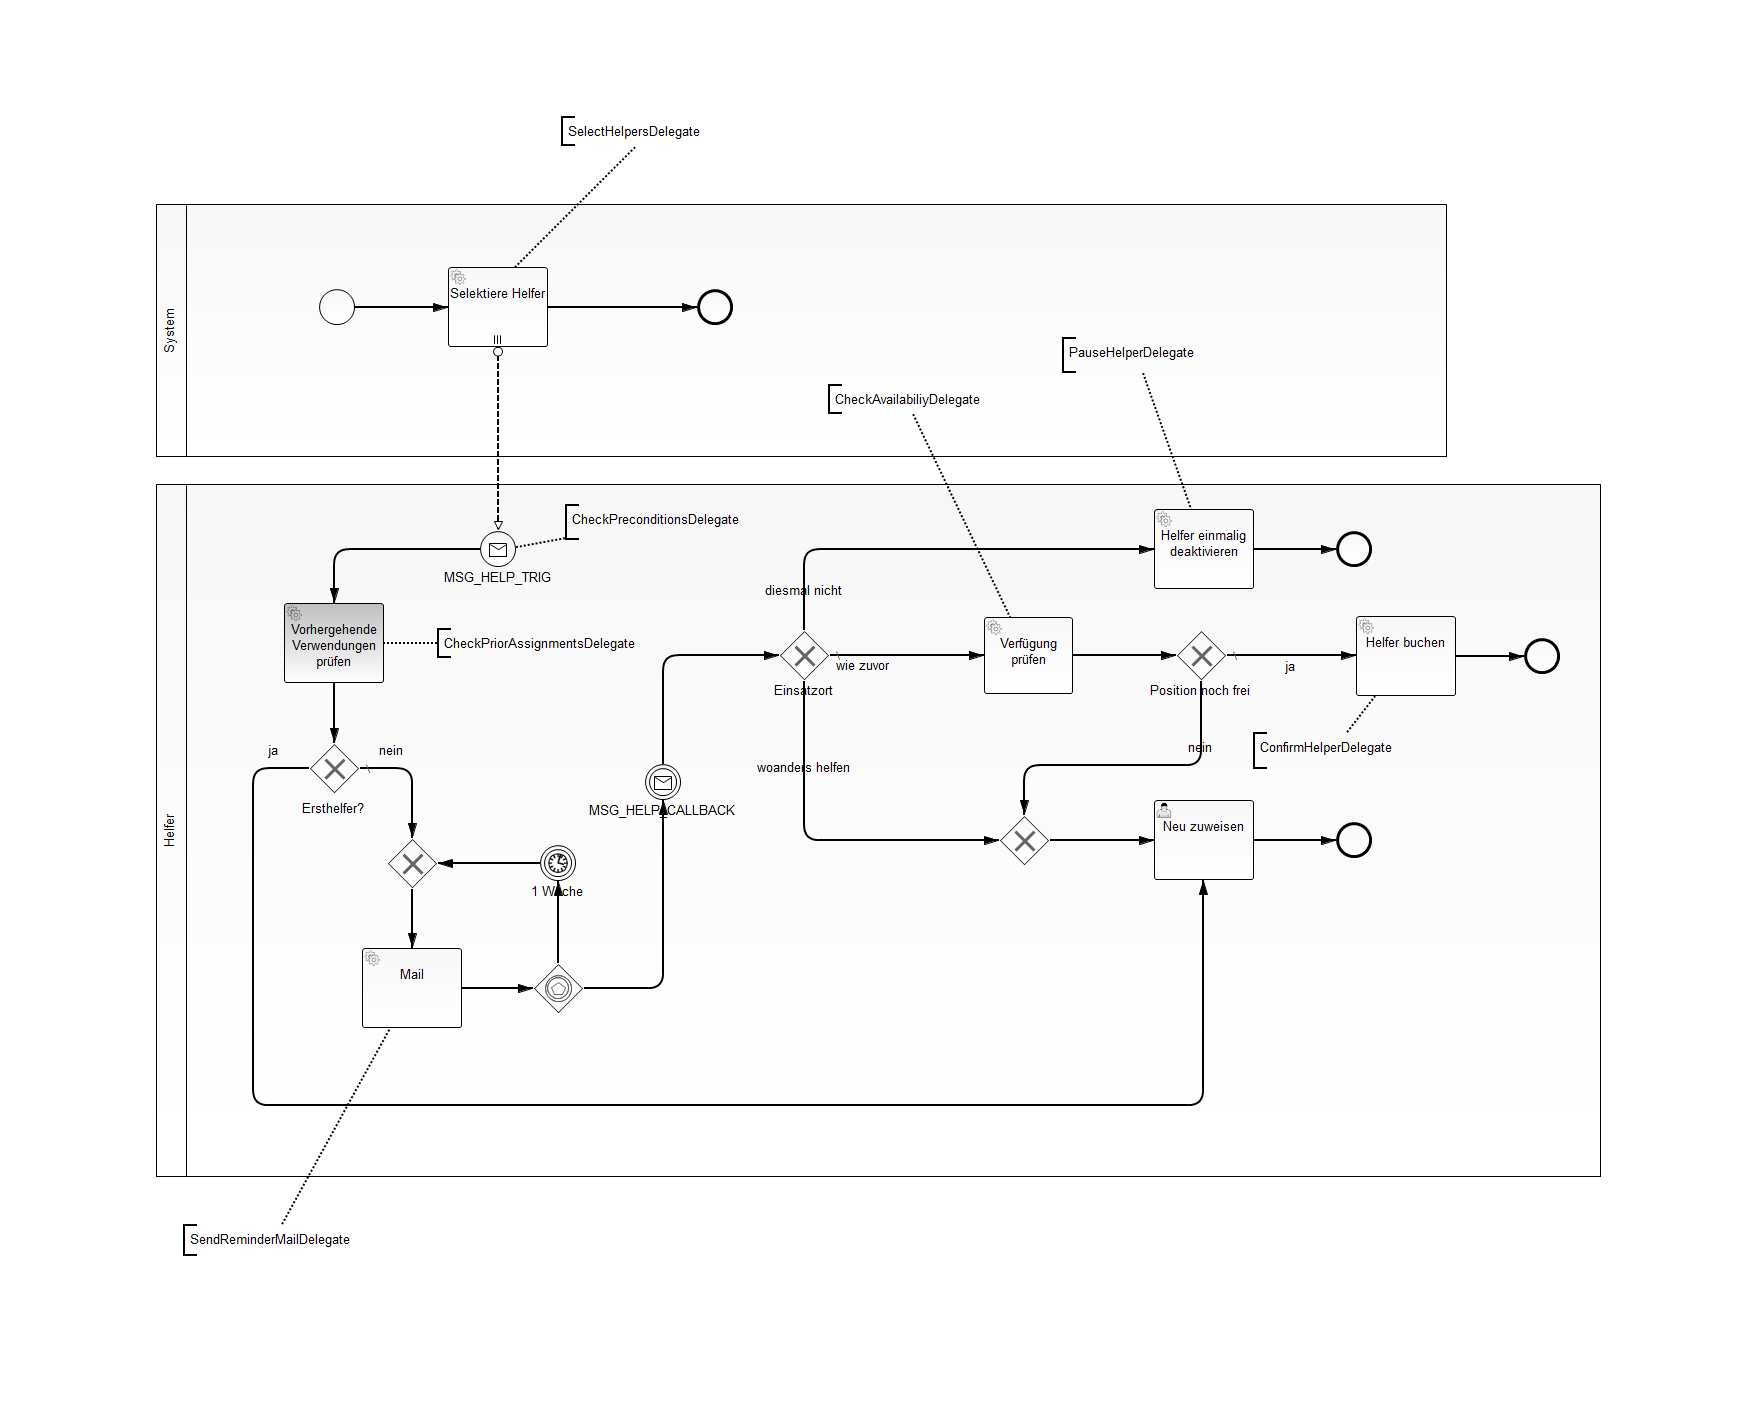 SelectHelpersDelegate
System
Selektiere Helfer
PauseHelperDelegate
CheckAvailabiliyDelegate
Helfer
CheckPreconditionsDelegate
MSG_HELP_TRIG
Helfer einmalig
deaktivieren
diesmal nicht
Vorhergehende
Verwendungen
prüfen
CheckPriorAssignmentsDelegate
Verfügung
prüfen
Helfer buchen
wie zuvor
ja
Einsatzort
Position noch frei
ja
nein
nein
ConfirmHelperDelegate
woanders helfen
Ersthelfer?
MSG_HELP_CALLBACK
Neu zuweisen
1 Woche
Mail
SendReminderMailDelegate